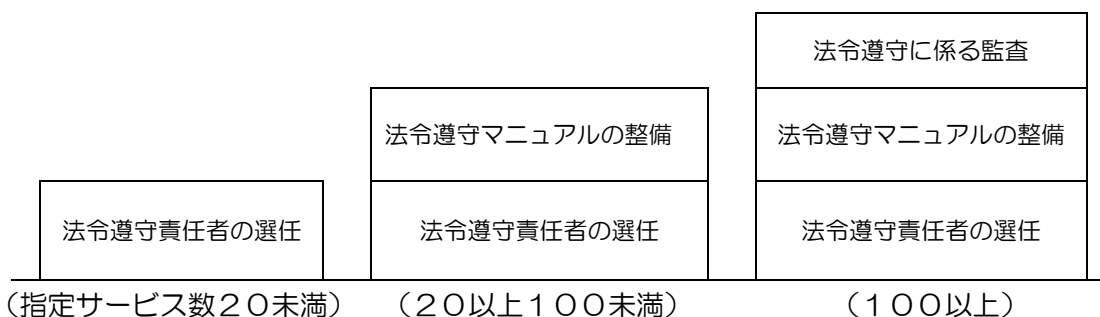 法令遵守に係る監査
法令遵守マニュアルの整備
法令遵守マニュアルの整備
法令遵守責任者の選任
法令遵守責任者の選任
法令遵守責任者の選任
（指定サービス数２０未満）
（２０以上１００未満）
（１００以上）